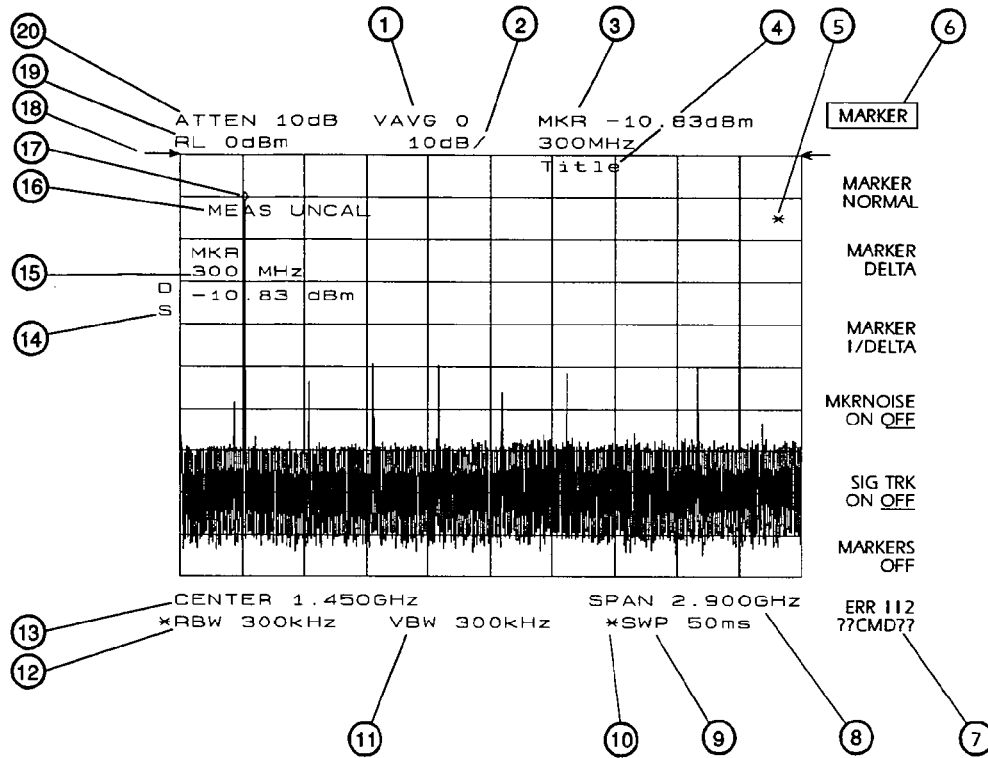 20 1 2 3 4 5 6
19
18
17
16
15
14
ATTEN 10dB VAVG 0 MKR -10.83dBm
RL 0dBm 10dB/ 300MHz
Title
MEAS UNCAL
*
MKR
300 MHz
-10.83 dBm
D
S
MARKER
MARKER
NORMAL
MARKER
DELTA
MARKER
1/DELTA
MKRNOISE
ON OFF
SIG TRK
ON OFF
MARKERS
OFF
ERR 112
??CMD??
CENTER 1.450GHz SPAN 2.900GHz
*RBW 300kHz VBW 300kHz *SWP 50ms
13
12
11 10 9 8 7